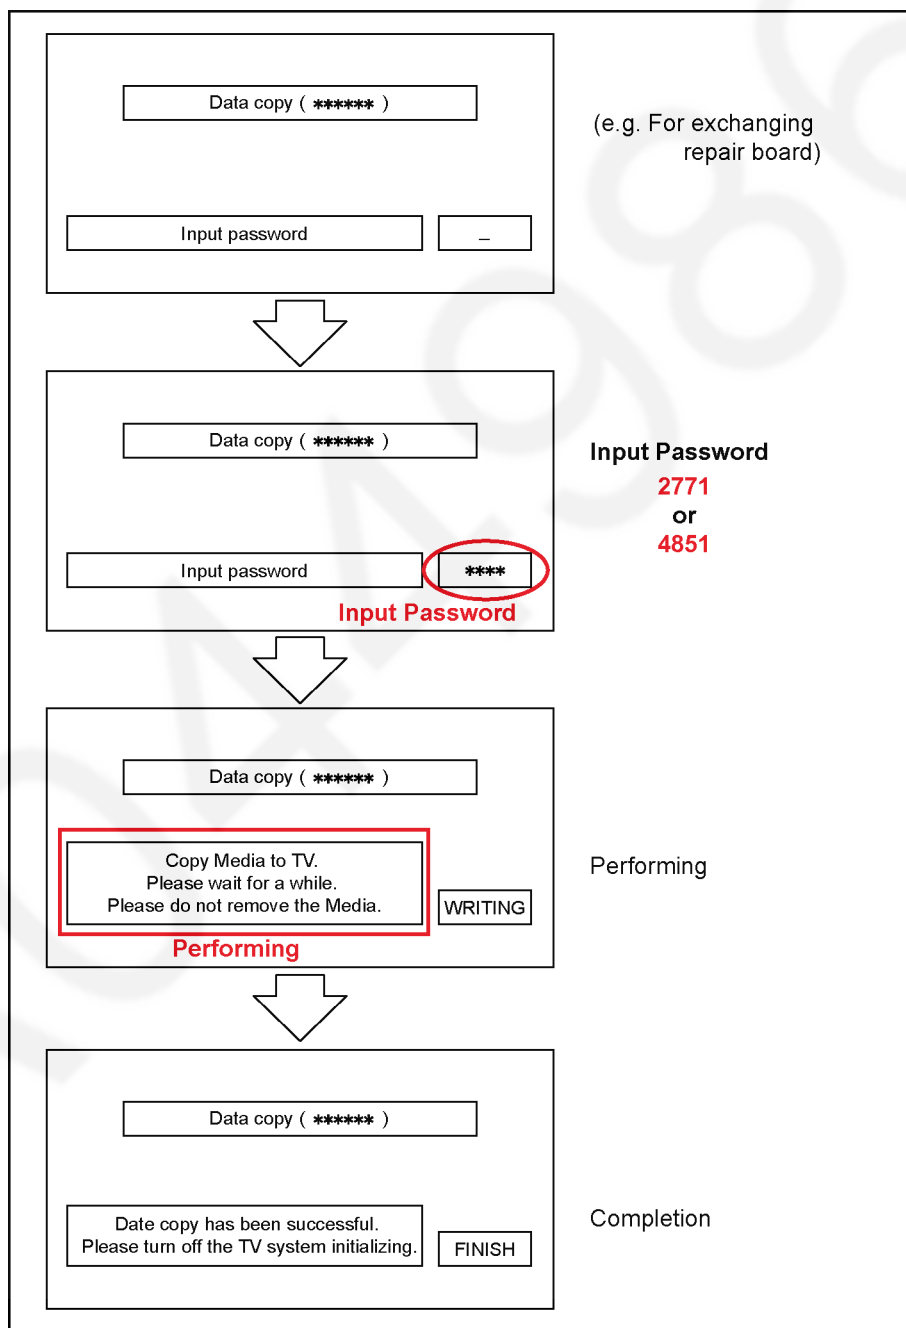 Data copy ( ****** )
(e.g. For exchanging
repair board)
Input password
_
Data copy ( ****** )
Input Password
2771
or
4851
Input password
****
Input Password
Data copy ( ****** )
Copy Media to TV.
Please wait for a while.
Please do not remove the Media.
WRITING
Performing
Performing
Data copy ( ****** )
Date copy has been successful.
Please turn off the TV system initializing.
FINISH
Completion